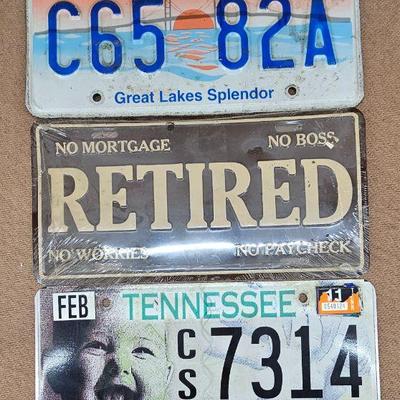 C65 82A
Great Lakes Splendor
NO MORTGAGE NO BOSS
RETIRED
NO WORRIES NO PAYCHECK
FEB TENNESSEE 11
CS 7314